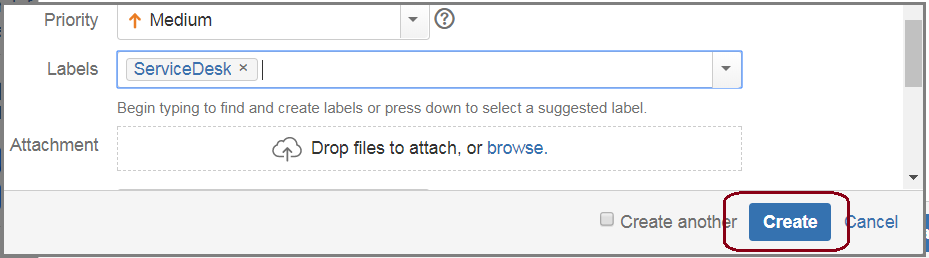 Priority Medium
Labels ServiceDesk ×
Begin typing to find and create labels or press down to select a suggested label.
Attachment Drop files to attach, or browse.
Create another Create Cancel